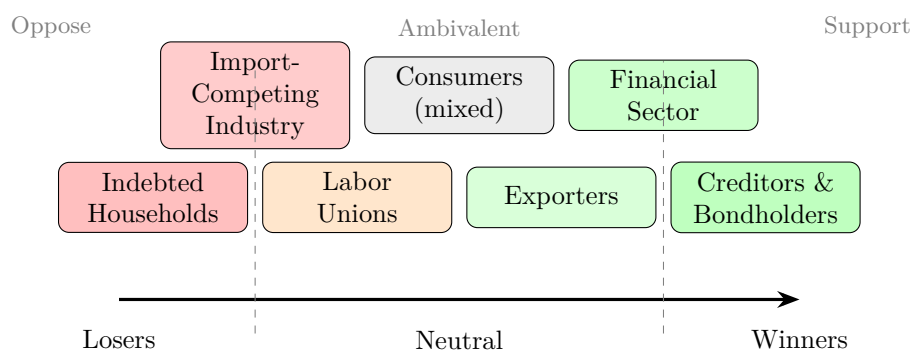 Oppose
Ambivalent
Support
Import-
Competing
Industry
Consumers
(mixed)
Financial
Sector
Indebted
Households
Labor
Unions
Exporters
Creditors &
Bondholders
Losers
Neutral
Winners